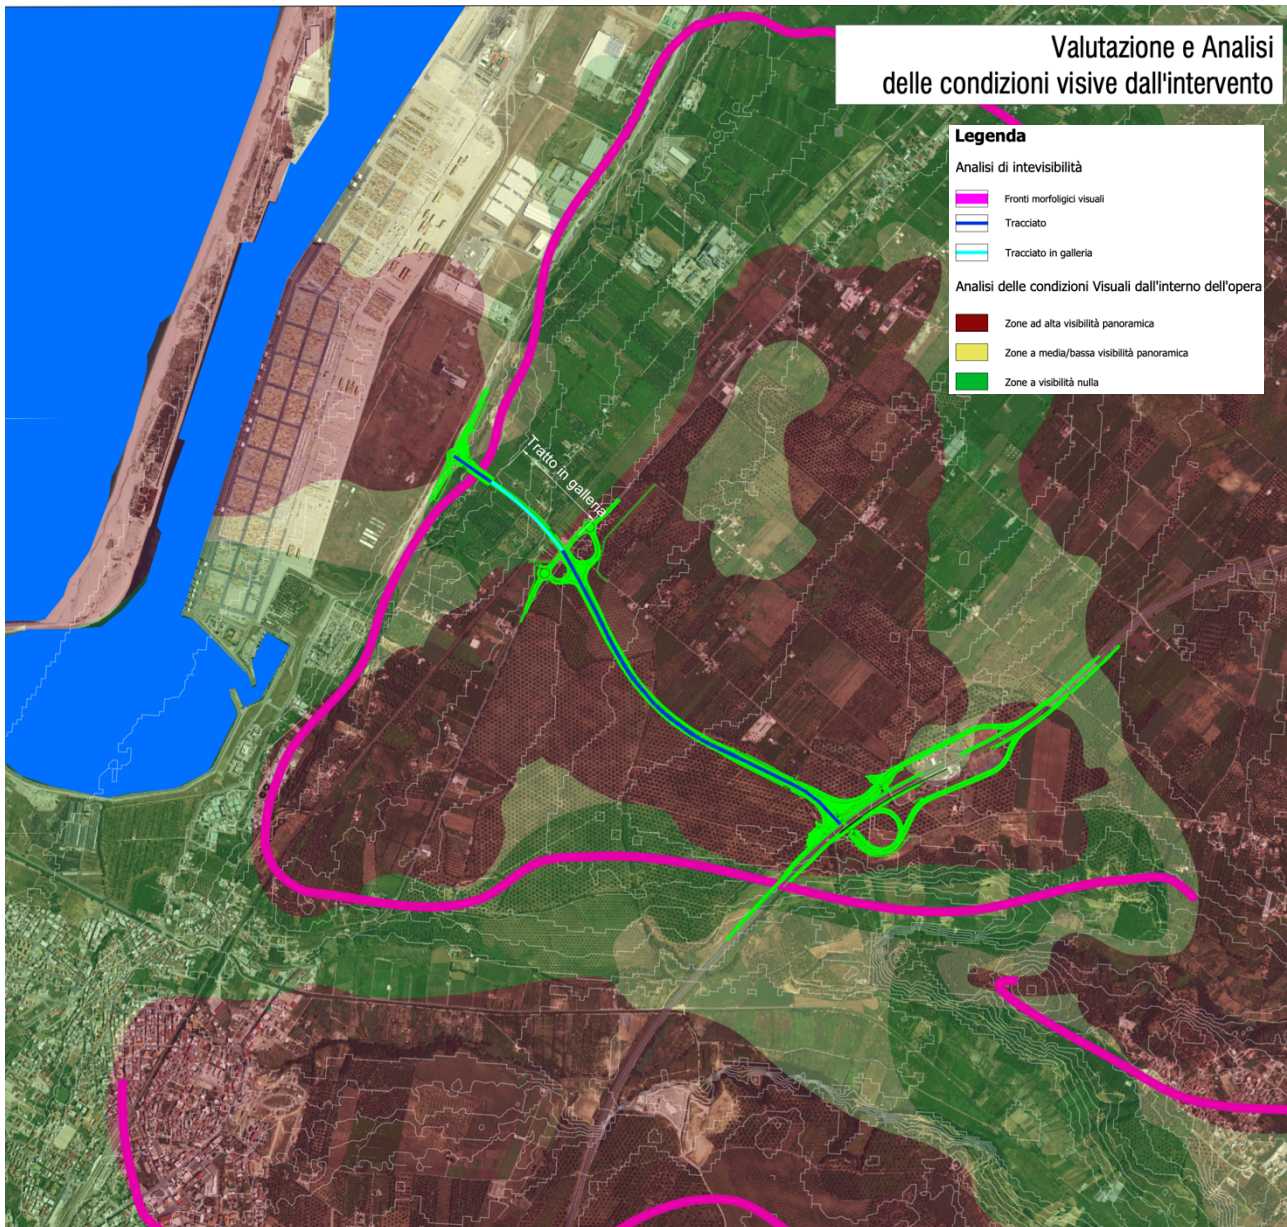 Valutazione e Analisi
delle condizioni visive dall'intervento
Legenda
Analisi di intevisibilità
Fronti morfoligici visuali
Tracciato
Tracciato in galleria
Analisi delle condizioni Visuali dall'interno dell'opera
Zone ad alta visibilità panoramica
Zone a media/bassa visibilità panoramica
Zone a visibilità nulla
Tratto in galleria